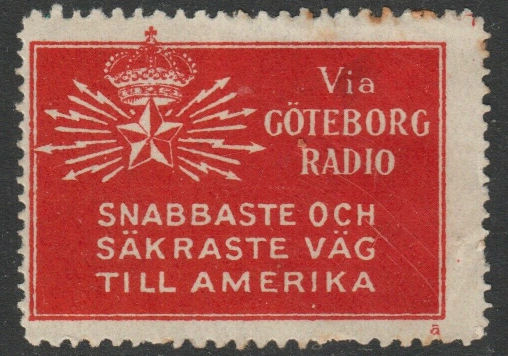 Via
GÖTEBORG
RADIO
SNABBASTE OCH
SÄKRASTE VÄG
TILL AMERIKA
a